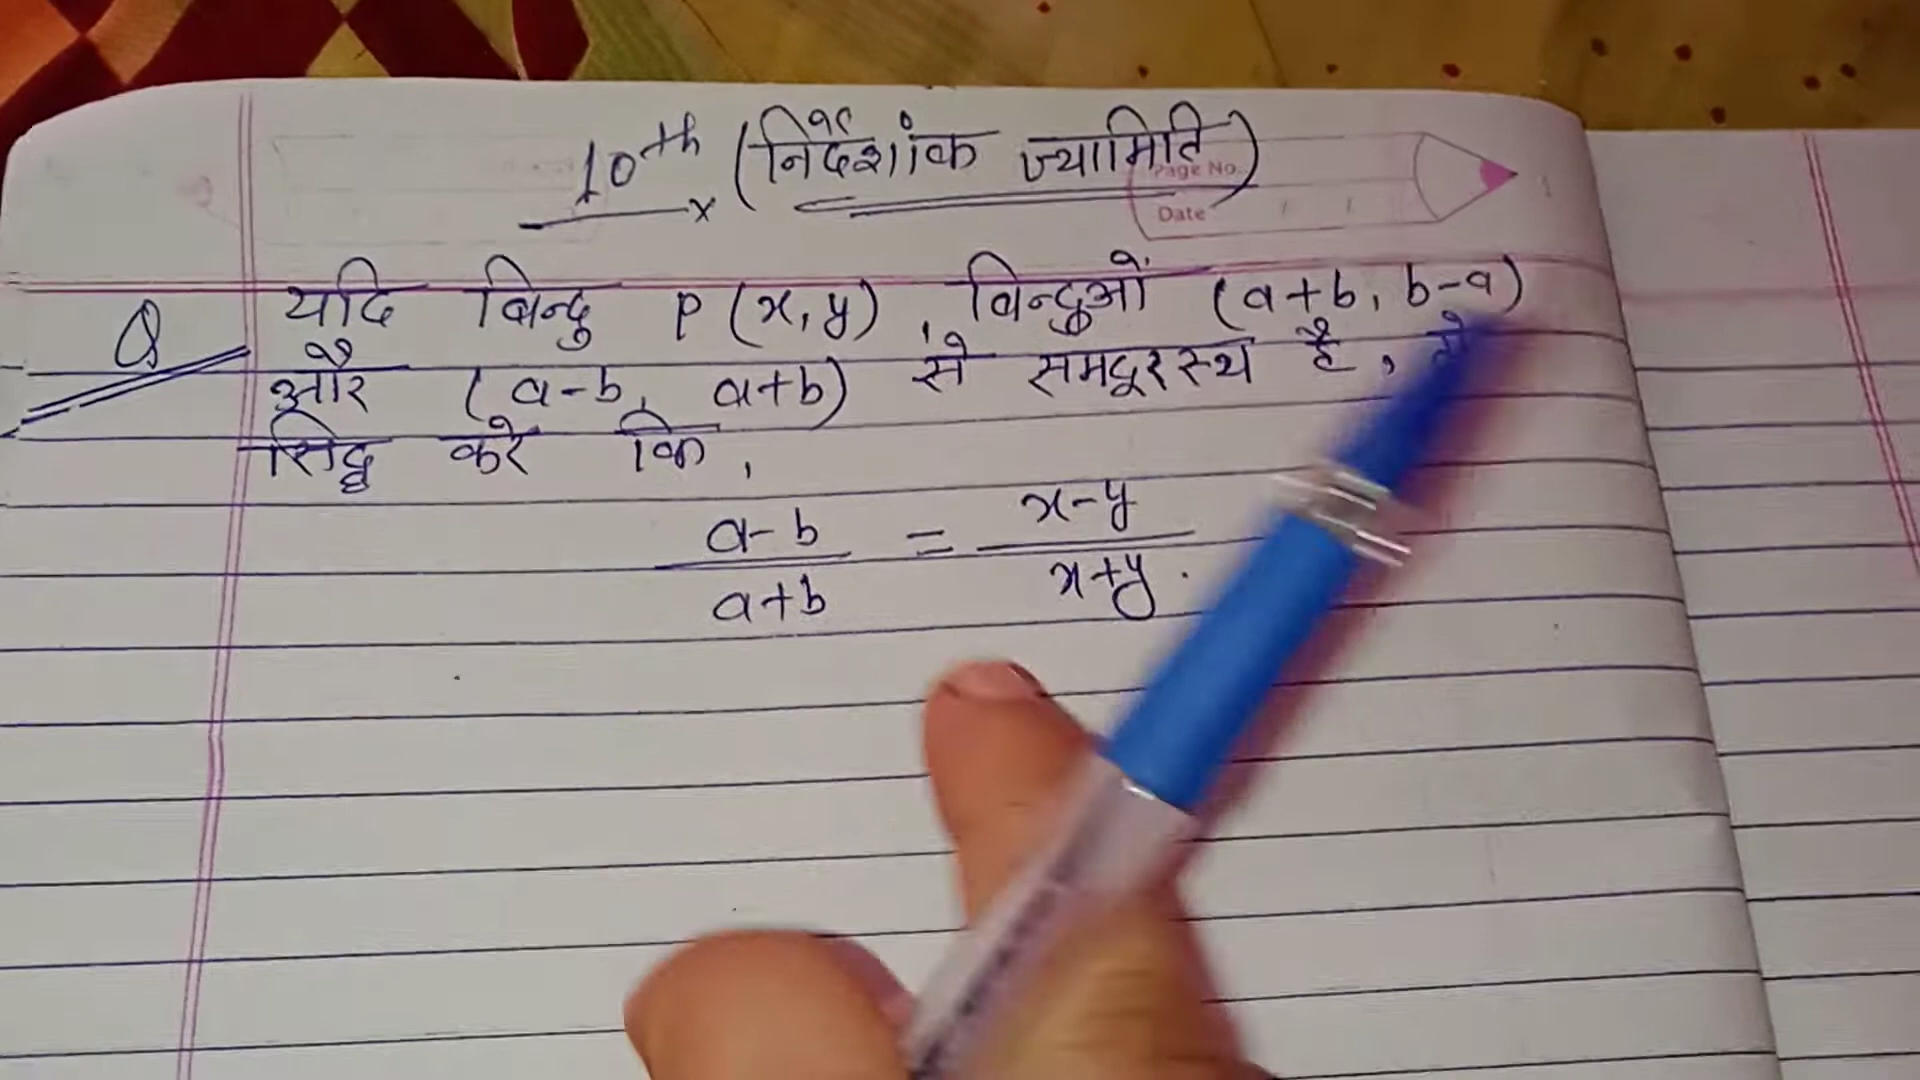 10th (निर्देशांक ज्यामिति)
Page No.
Date
Q यदि बिन्दु P (x, y), बिन्दुओं (a+b, b-a)
और (a-b, a+b) से समदूरस्थ है,
सिद्ध करें कि,
a-b = x-y
a+b x+y.